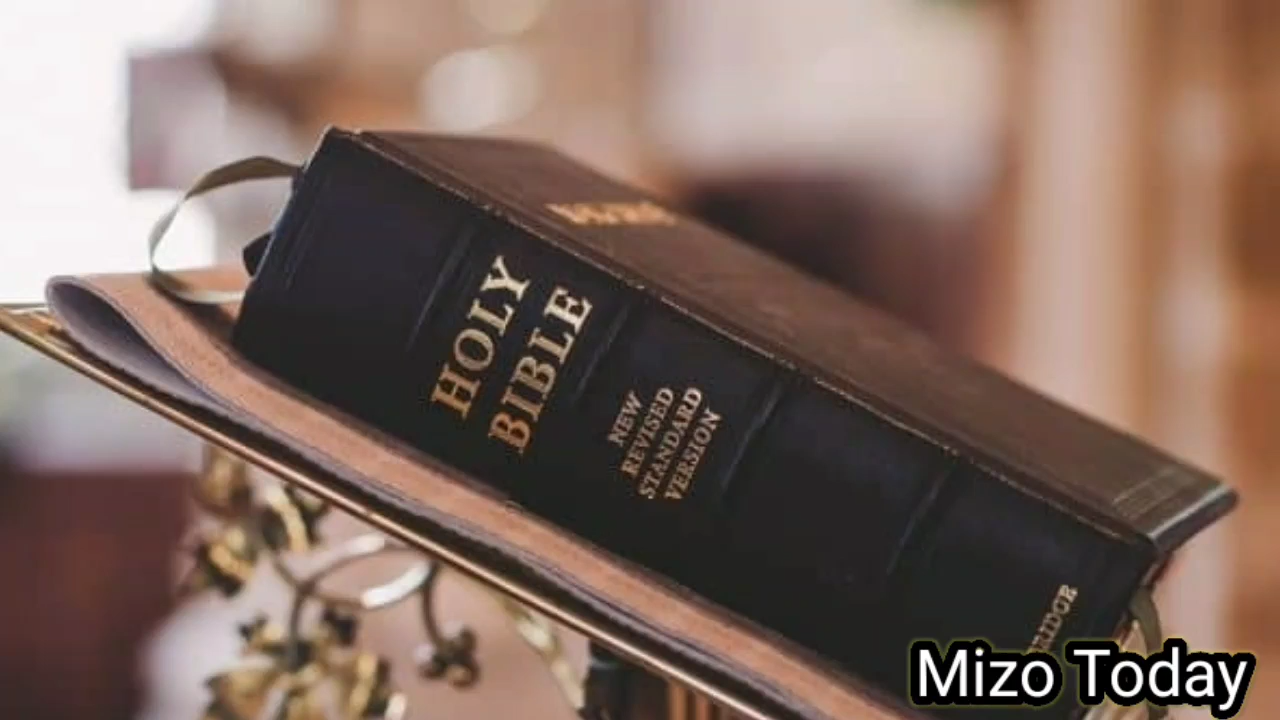 HOLY
BIBLE
NEW
REVISED
STANDARD
VERSION
Mizo Today